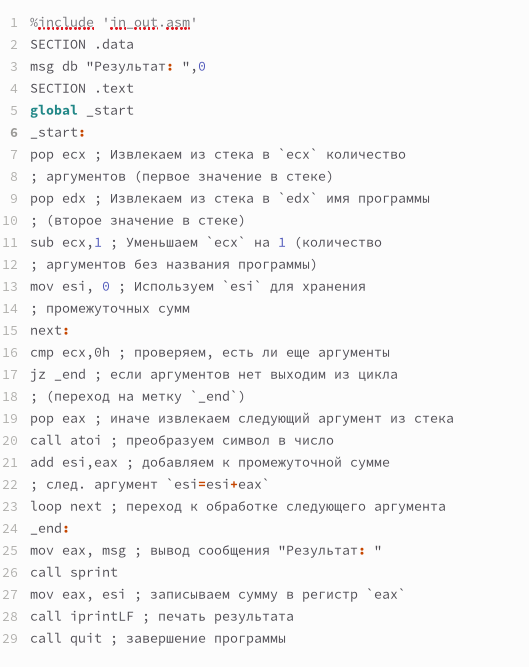 1 %include 'in_out.asm'
2 SECTION .data
3 msg db "Результат: ",0
4 SECTION .text
5 global _start
6 _start:
7 pop ecx ; Извлекаем из стека в `ecx` количество
8 ; аргументов (первое значение в стеке)
9 pop edx ; Извлекаем из стека в `edx` имя программы
10 ; (второе значение в стеке)
11 sub ecx,1 ; Уменьшаем `ecx` на 1 (количество
12 ; аргументов без названия программы)
13 mov esi, 0 ; Используем `esi` для хранения
14 ; промежуточных сумм
15 next:
16 cmp ecx,0h ; проверяем, есть ли еще аргументы
17 jz _end ; если аргументов нет выходим из цикла
18 ; (переход на метку `_end`)
19 pop eax ; иначе извлекаем следующий аргумент из стека
20 call atoi ; преобразуем символ в число
21 add esi,eax ; добавляем к промежуточной сумме
22 ; след. аргумент `esi=esi+eax`
23 loop next ; переход к обработке следующего аргумента
24 _end:
25 mov eax, msg ; вывод сообщения "Результат: "
26 call sprint
27 mov eax, esi ; записываем сумму в регистр `eax`
28 call iprintLF ; печать результата
29 call quit ; завершение программы